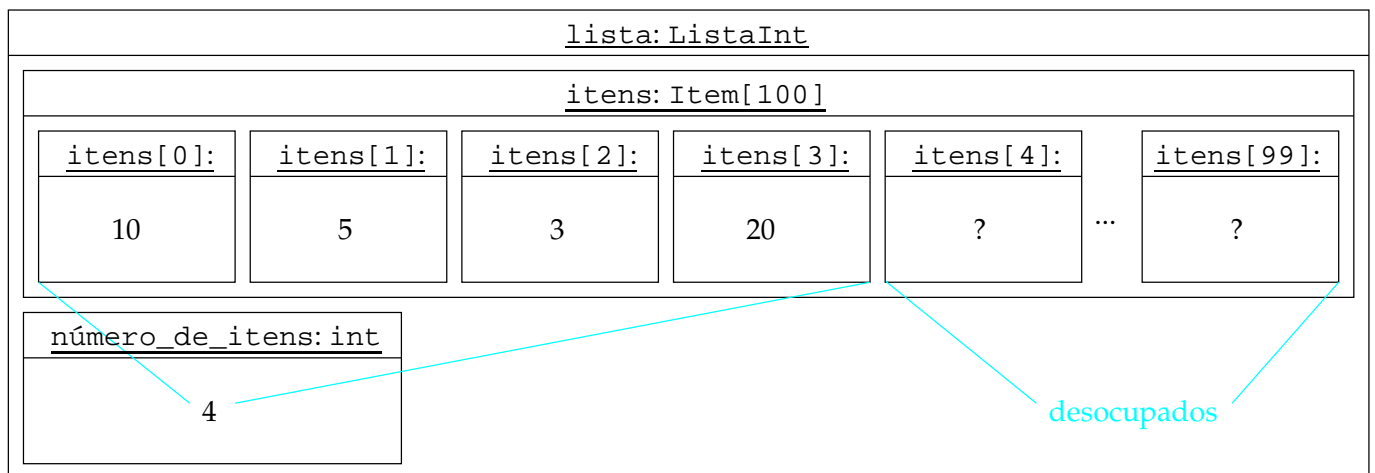 lista: ListaInt
itens: Item[100]
itens[0]: itens[1]: itens[2]: itens[3]: itens[4]: itens[99]:
10 5 3 20 ? ... ?
número_de_itens: int
4 desocupados